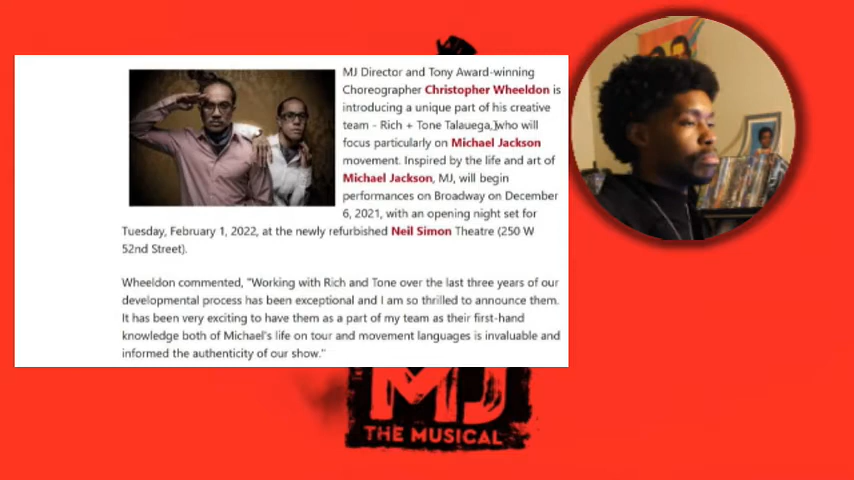 MJ Director and Tony Award-winning
Choreographer Christopher Wheeldon is
introducing a unique part of his creative
team - Rich + Tone Talauega, who will
focus particularly on Michael Jackson
movement. Inspired by the life and art of
Michael Jackson, MJ, will begin
performances on Broadway on December
6, 2021, with an opening night set for
Tuesday, February 1, 2022, at the newly refurbished Neil Simon Theatre (250 W
52nd Street).
Wheeldon commented, "Working with Rich and Tone over the last three years of our
developmental process has been exceptional and I am so thrilled to announce them.
It has been very exciting to have them as a part of my team as their first-hand
knowledge both of Michael's life on tour and movement languages is invaluable and
informed the authenticity of our show."
MJ
THE MUSICAL